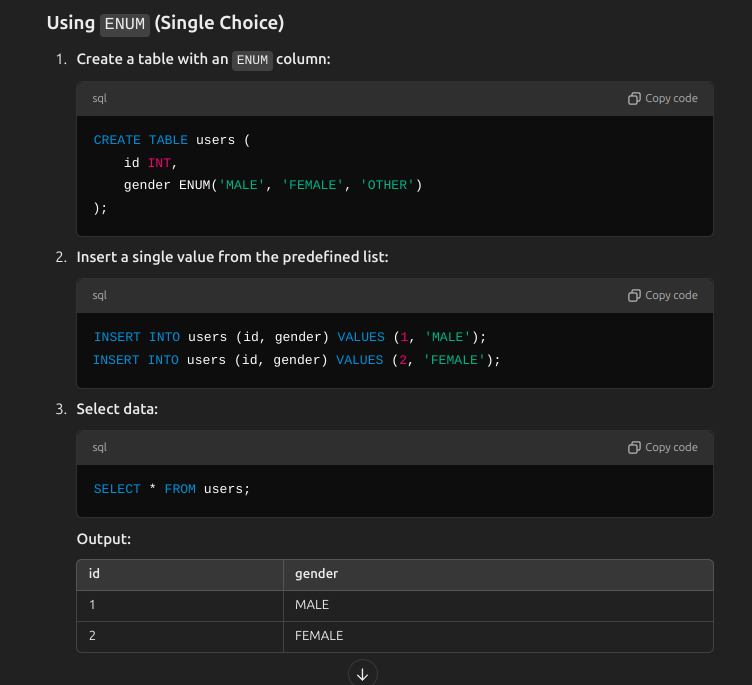 Using ENUM (Single Choice)
1. Create a table with an ENUM column:
sql Copy code
CREATE TABLE users (
    id INT,
    gender ENUM('MALE', 'FEMALE', 'OTHER')
);
2. Insert a single value from the predefined list:
sql Copy code
INSERT INTO users (id, gender) VALUES (1, 'MALE');
INSERT INTO users (id, gender) VALUES (2, 'FEMALE');
3. Select data:
sql Copy code
SELECT * FROM users;
Output:
id gender
1 MALE
2 FEMALE